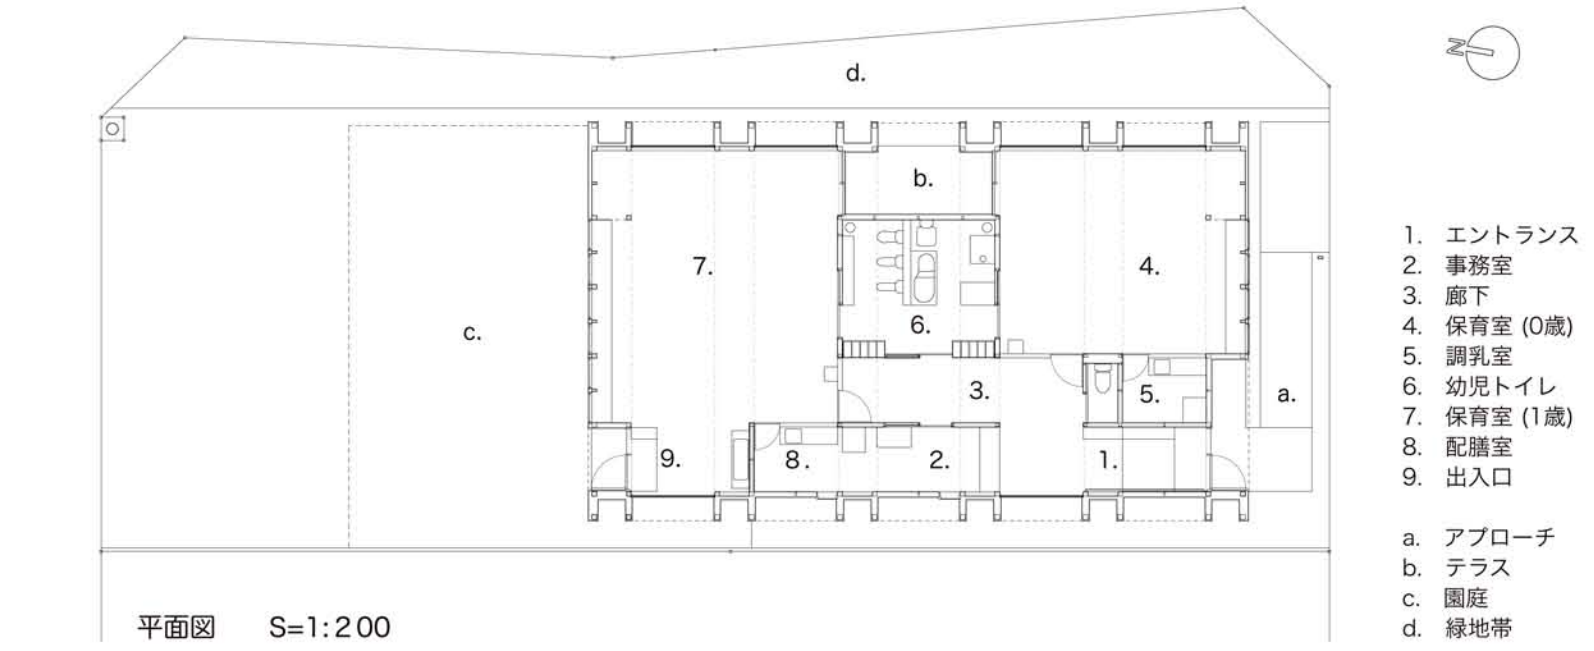 d.
N
b.
7.
4.
c.
6.
3.
5.
a.
9.
8.
2.
1.
1. エントランス
2. 事務室
3. 廊下
4. 保育室 (0歳)
5. 調乳室
6. 幼児トイレ
7. 保育室 (1歳)
8. 配膳室
9. 出入口
a. アプローチ
b. テラス
c. 園庭
d. 緑地帯
平面図 S=1:200